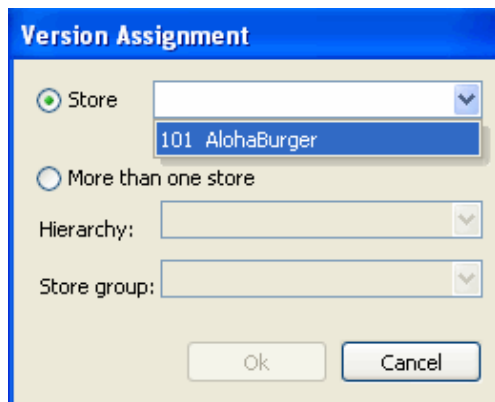 Version Assignment
Store
101 AlohaBurger
More than one store
Hierarchy:
Store group:
Ok Cancel